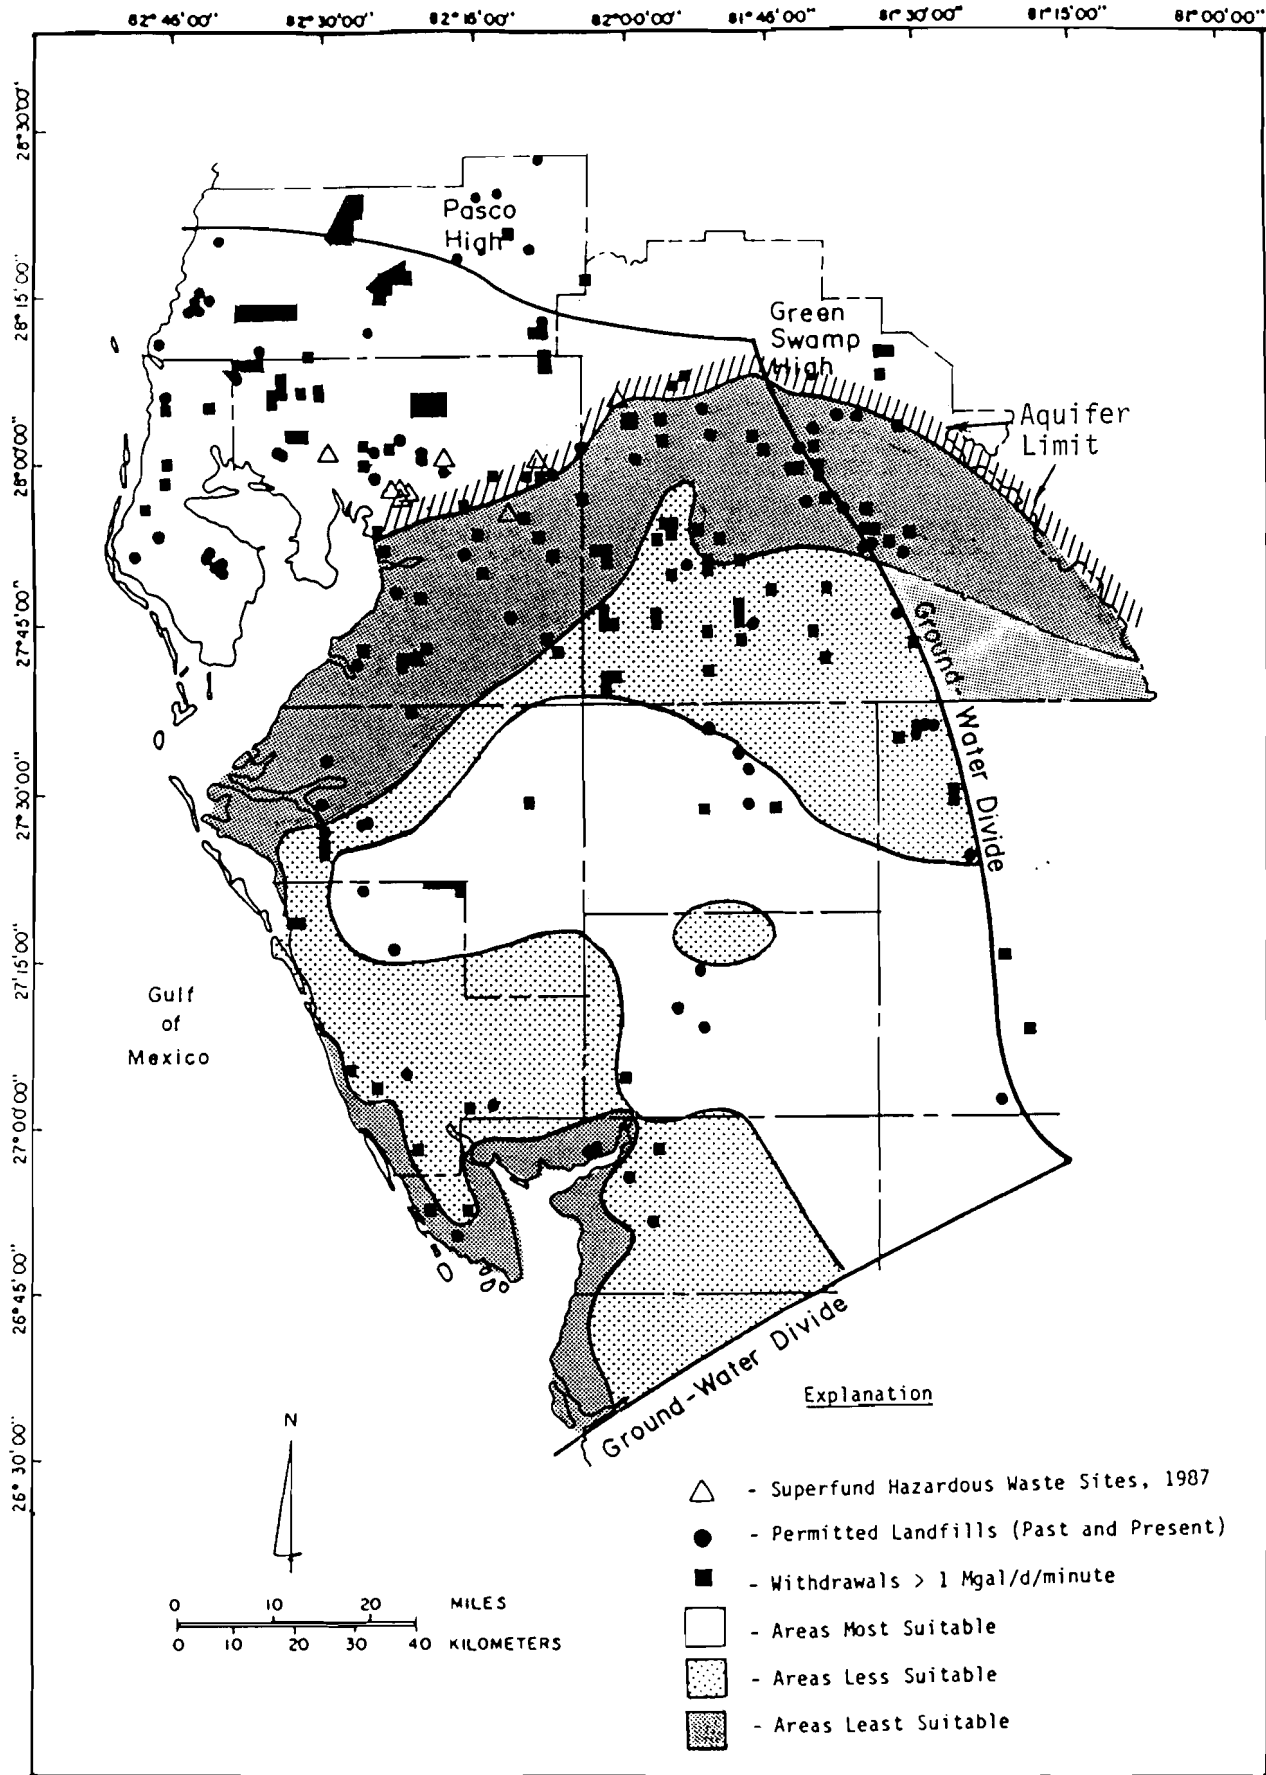 82°45'00" 82°30'00" 82°15'00" 82°00'00" 81°45'00" 81°30'00" 81°15'00" 81°00'00"
28°30'00"
28°15'00"
28°00'00"
27°45'00"
27°30'00"
27°15'00"
27°00'00"
26°45'00"
26°30'00"
Pasco
High
Green
Swamp
High
Aquifer
Limit
Ground-Water Divide
Gulf
of
Mexico
Ground-Water Divide
Explanation
N
- Superfund Hazardous Waste Sites, 1987
- Permitted Landfills (Past and Present)
- Withdrawals > 1 Mgal/d/minute
- Areas Most Suitable
- Areas Less Suitable
- Areas Least Suitable
0 10 20 MILES
0 10 20 30 40 KILOMETERS